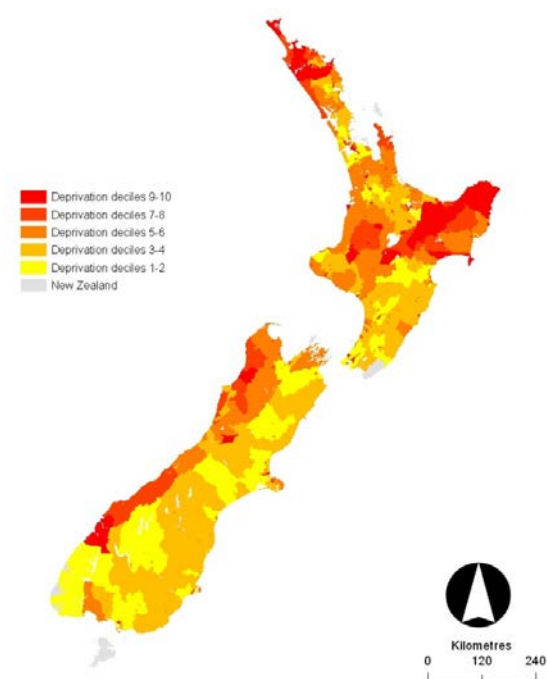 Deprivation deciles 9-10
Deprivation deciles 7-8
Deprivation deciles 5-6
Deprivation deciles 3-4
Deprivation deciles 1-2
New Zealand
Kilometres
0 120 240